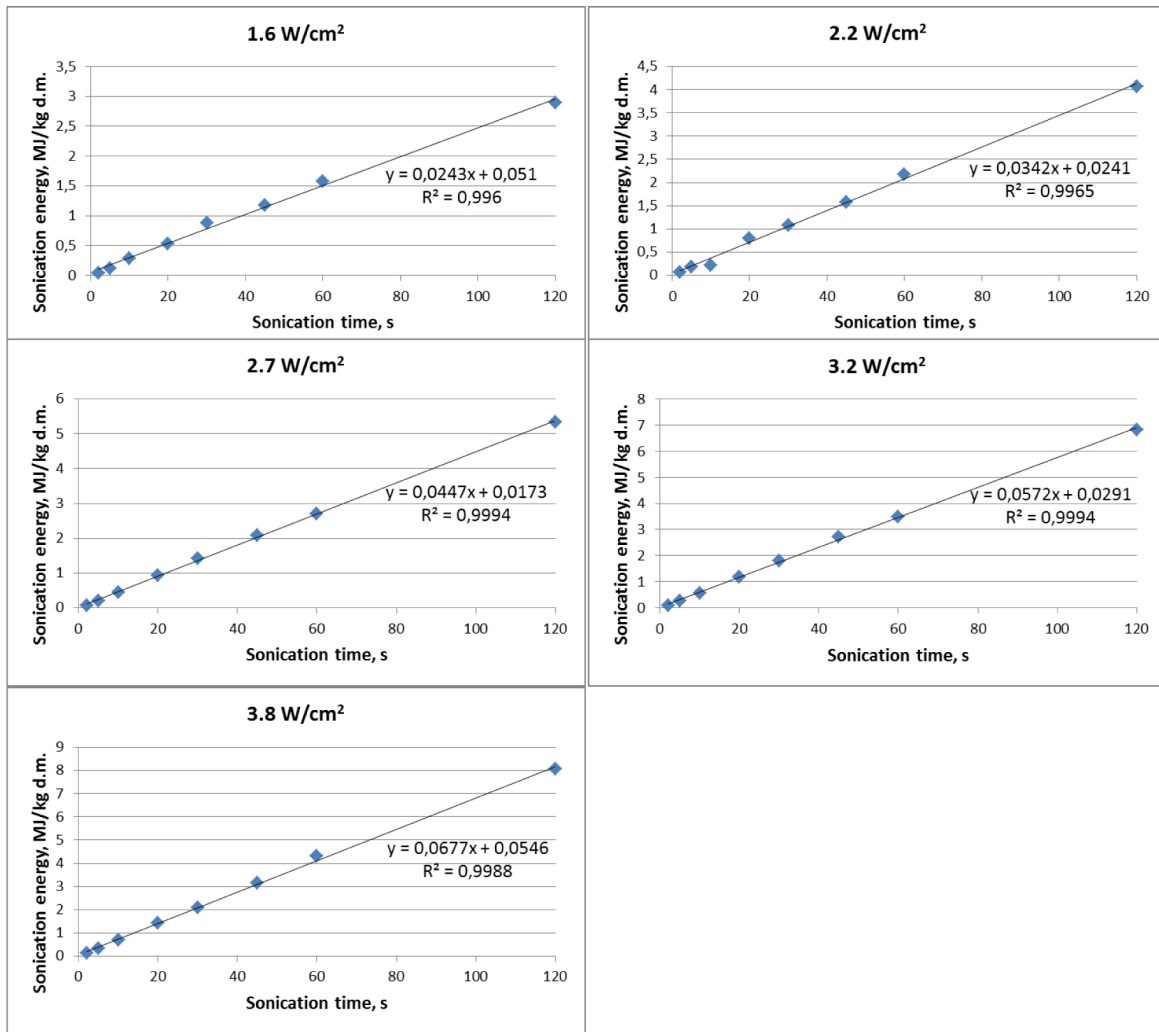 1.6 W/cm²
Sonication energy, MJ/kg d.m.
3,5
3
2,5
2
1,5
1
0,5
0
y = 0,0243x + 0,051
R² = 0,996
0 20 40 60 80 100 120
Sonication time, s
2.2 W/cm²
Sonication energy, MJ/kg d.m.
4,5
4
3,5
3
2,5
2
1,5
1
0,5
0
y = 0,0342x + 0,0241
R² = 0,9965
0 20 40 60 80 100 120
Sonication time, s
2.7 W/cm²
Sonication energy, MJ/kg d.m.
6
5
4
3
2
1
0
y = 0,0447x + 0,0173
R² = 0,9994
0 20 40 60 80 100 120
Sonication time, s
3.2 W/cm²
Sonication energy, MJ/kg d.m.
8
7
6
5
4
3
2
1
0
y = 0,0572x + 0,0291
R² = 0,9994
0 20 40 60 80 100 120
Sonication time, s
3.8 W/cm²
Sonication energy, MJ/kg d.m.
9
8
7
6
5
4
3
2
1
0
y = 0,0677x + 0,0546
R² = 0,9988
0 20 40 60 80 100 120
Sonication time, s